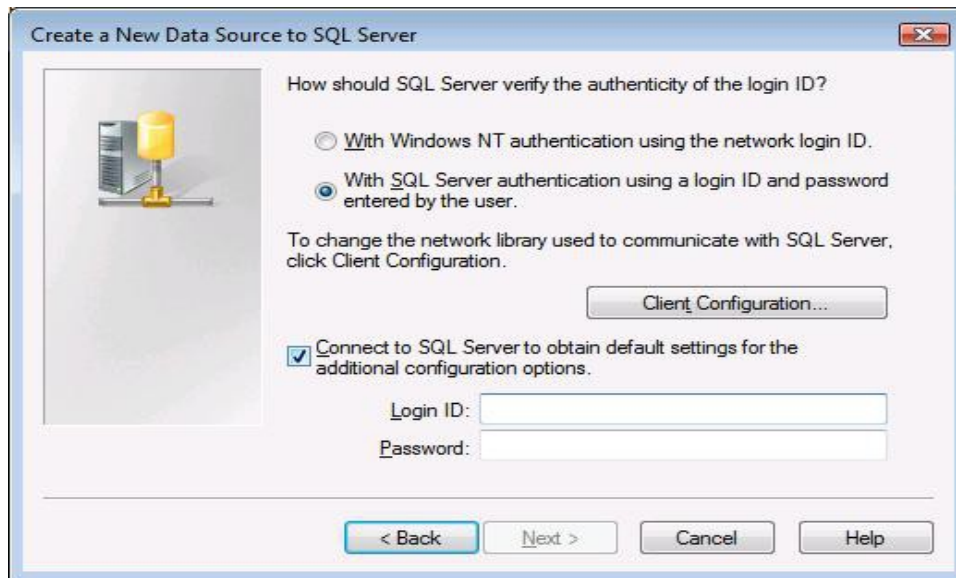 Create a New Data Source to SQL Server
How should SQL Server verify the authenticity of the login ID?
With Windows NT authentication using the network login ID.
With SQL Server authentication using a login ID and password
entered by the user.
To change the network library used to communicate with SQL Server,
click Client Configuration.
Client Configuration...
Connect to SQL Server to obtain default settings for the
additional configuration options.
Login ID:
Password:
< Back
Next >
Cancel
Help